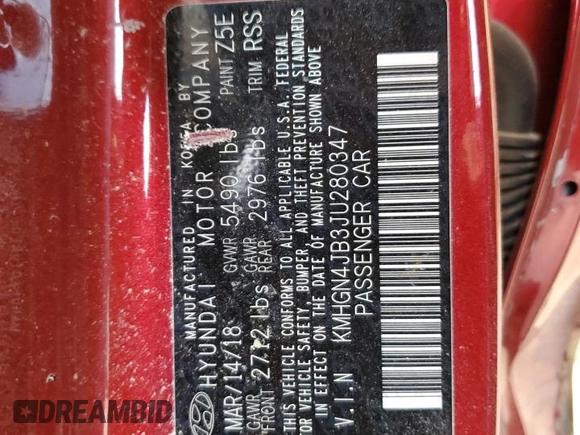 MANUFACTURED IN KOREA BY
HYUNDAI MOTOR COMPANY
MAR/14/18 GVWR 5490 lbs PAINT Z5E
GAWR FRONT 2712 lbs GAWR REAR 2976 lbs TRIM RSS
THIS VEHICLE CONFORMS TO ALL APPLICABLE U.S.A. FEDERAL
MOTOR VEHICLE SAFETY, BUMPER, AND THEFT PREVENTION STANDARDS
IN EFFECT ON THE DATE OF MANUFACTURE SHOWN ABOVE
V.I.N KMHGN4JB3JU280347
PASSENGER CAR
DREAMBID